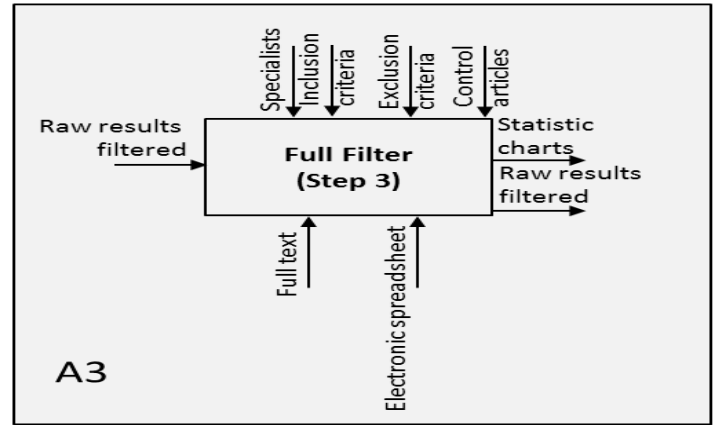 Specialists
Inclusion
criteria
Exclusion
criteria
Control
articles
Raw results
filtered
Full Filter
(Step 3)
Statistic
charts
Raw results
filtered
Full text
Electronic spreadsheet
A3